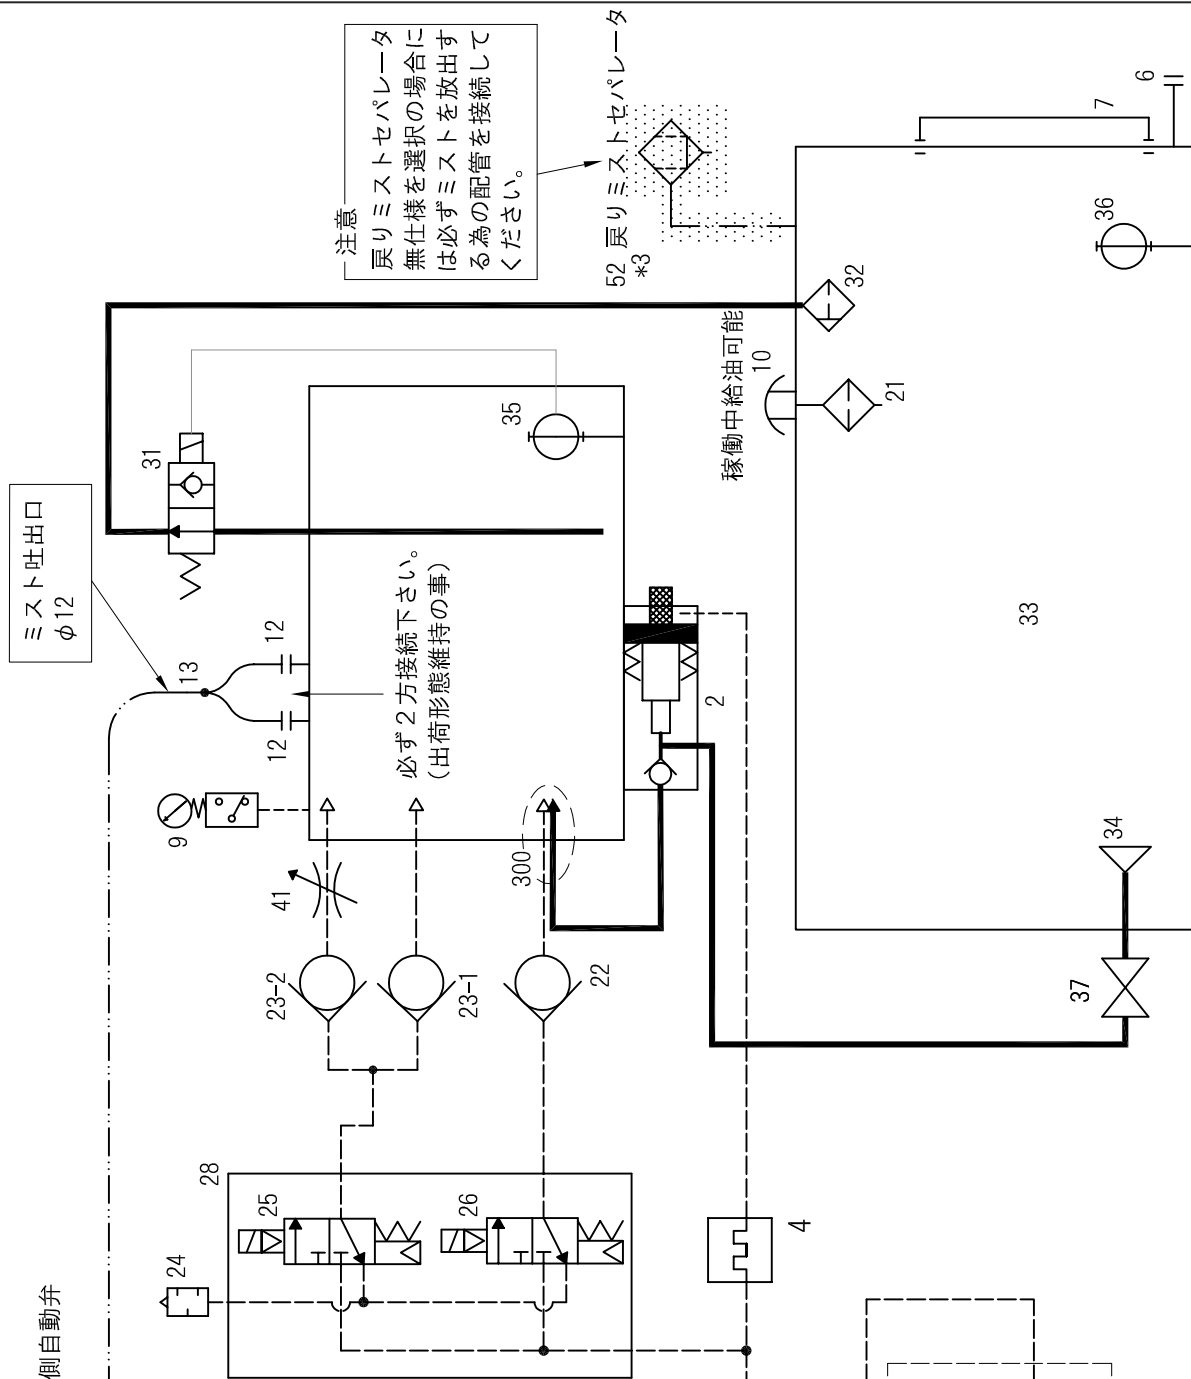 注意
戻りミストセパレータ
無仕様を選択の場合に
は必ずミストを放出す
る為の配管を接続して
ください。
52 戻りミストセパレータ
*3
7
6
36
32
稼働中給油可能
10
21
33
31
35
ミスト吐出口
φ12
13
12
12
必ず２方接続下さい。
（出荷形態維持の事）
2
9
300
41
34
37
23-2
23-1
22
28
25
26
24
4
側自動弁